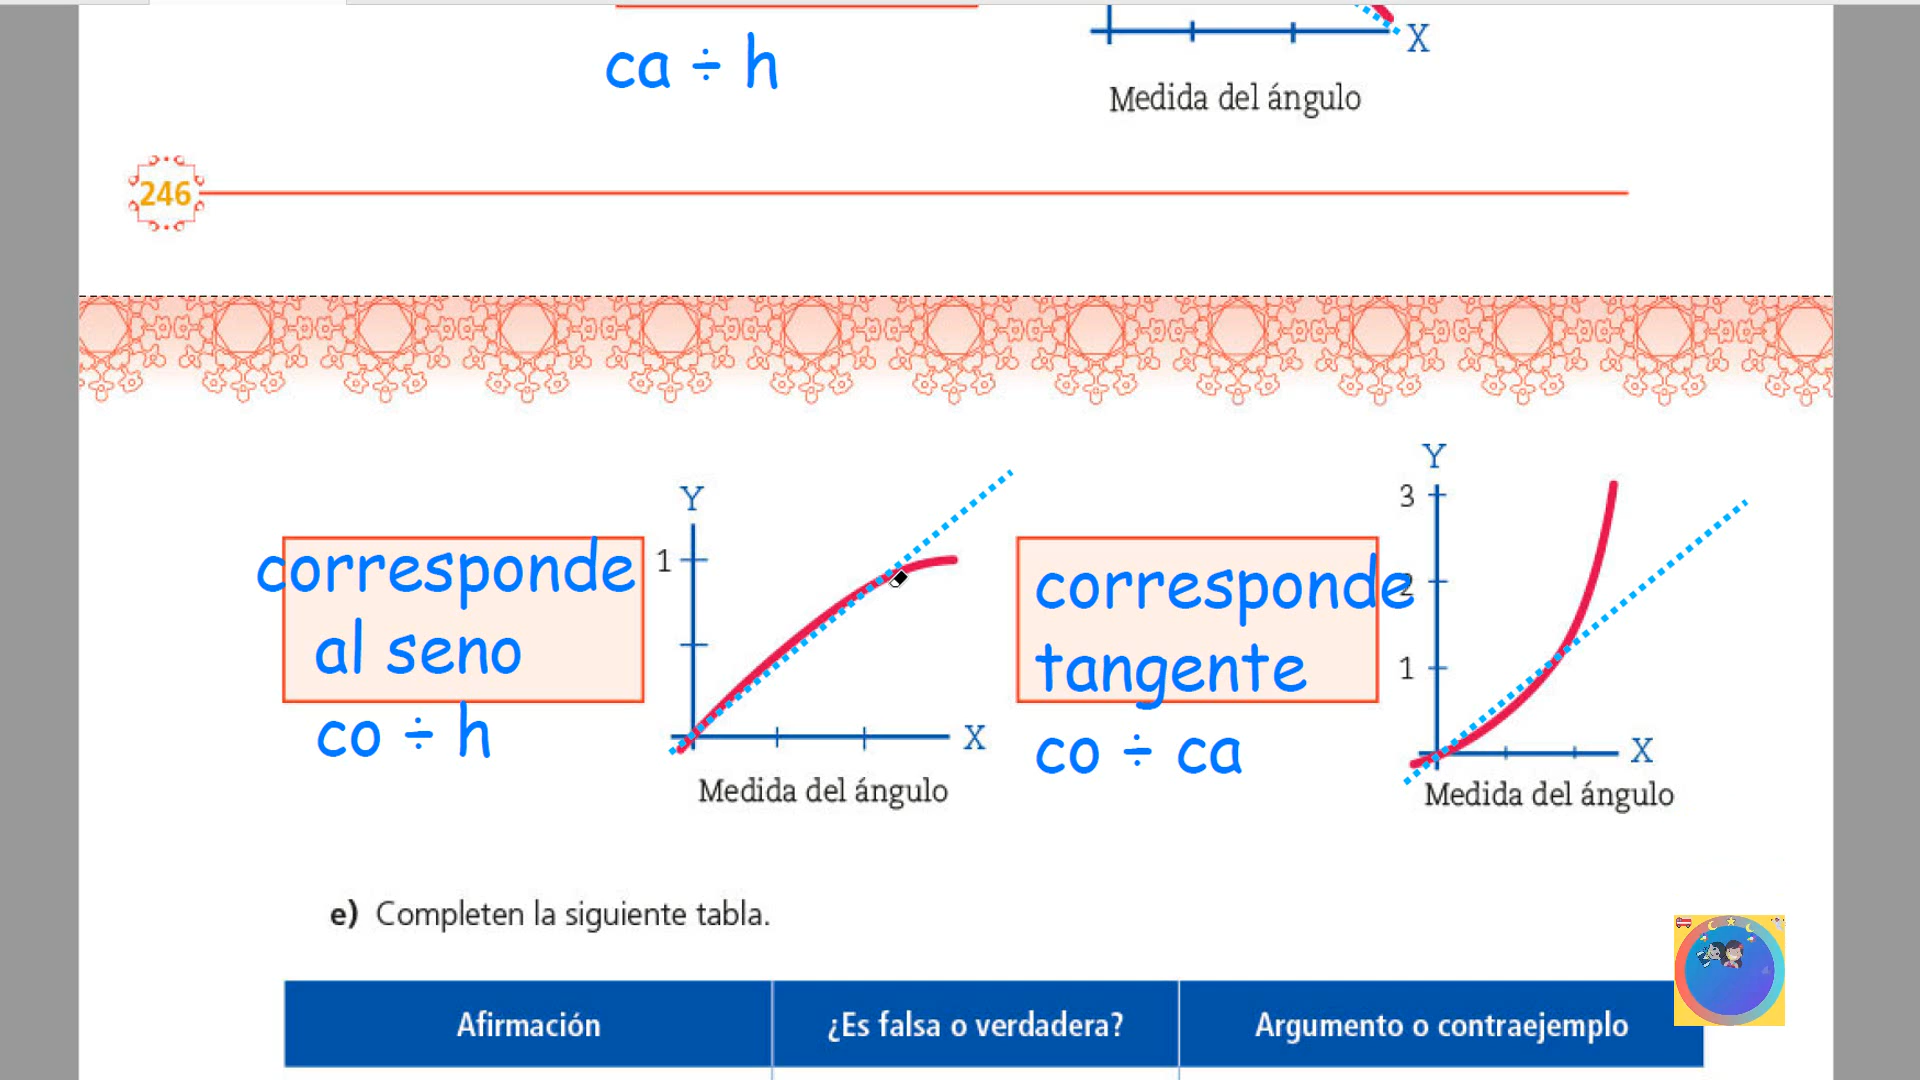 ca ÷ h
X
Medida del ángulo
246
Y
1
corresponde
al seno
co ÷ h
X
Medida del ángulo
Y
3
2
1
corresponde
tangente
co ÷ ca
X
Medida del ángulo
e) Completen la siguiente tabla.
Afirmación
¿Es falsa o verdadera?
Argumento o contraejemplo